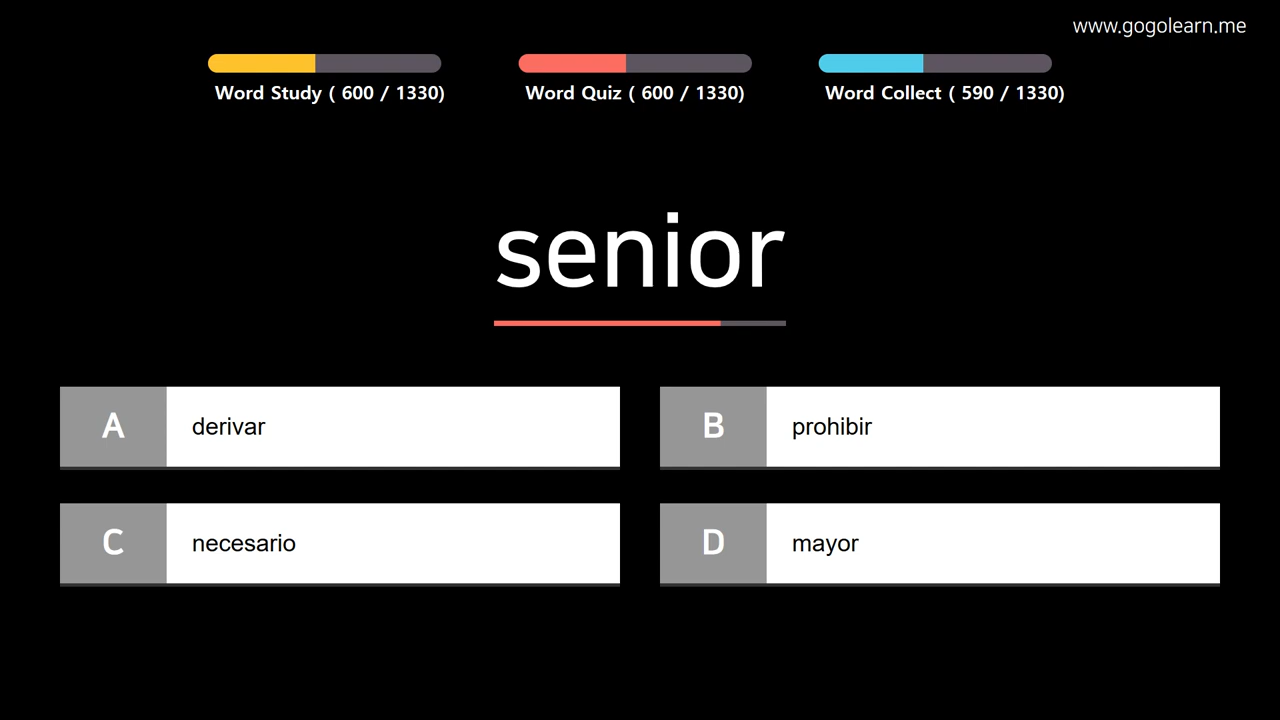 www.gogolearn.me
Word Study ( 600 / 1330)
Word Quiz ( 600 / 1330)
Word Collect ( 590 / 1330)
senior
A derivar
B prohibir
C necesario
D mayor